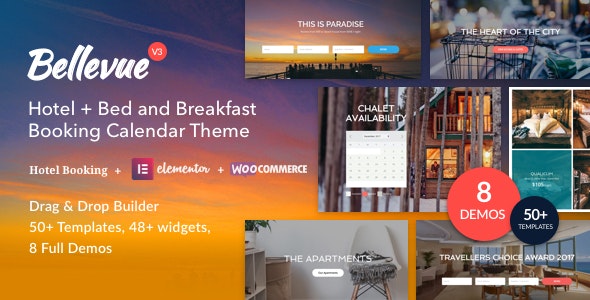 Bellevue
V3
Hotel + Bed and Breakfast
Booking Calendar Theme
Hotel Booking + elementor + WOOCOMMERCE
Drag & Drop Builder
50+ Templates, 48+ widgets,
8 Full Demos
THIS IS PARADISE
THE HEART OF THE CITY
CHALET
AVAILABILITY
QUALICUM
$105
8
DEMOS
50+
TEMPLATES
THE APARTMENTS
TRAVELLERS CHOICE AWARD 2017